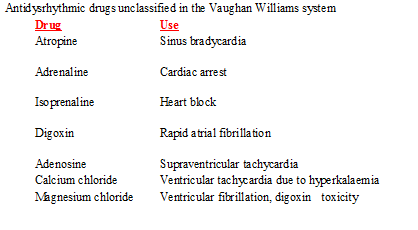 Antidysrhythmic drugs unclassified in the Vaughan Williams system
Drug Use
Atropine Sinus bradycardia
Adrenaline Cardiac arrest
Isoprenaline Heart block
Digoxin Rapid atrial fibrillation
Adenosine Supraventricular tachycardia
Calcium chloride Ventricular tachycardia due to hyperkalaemia
Magnesium chloride Ventricular fibrillation, digoxin toxicity